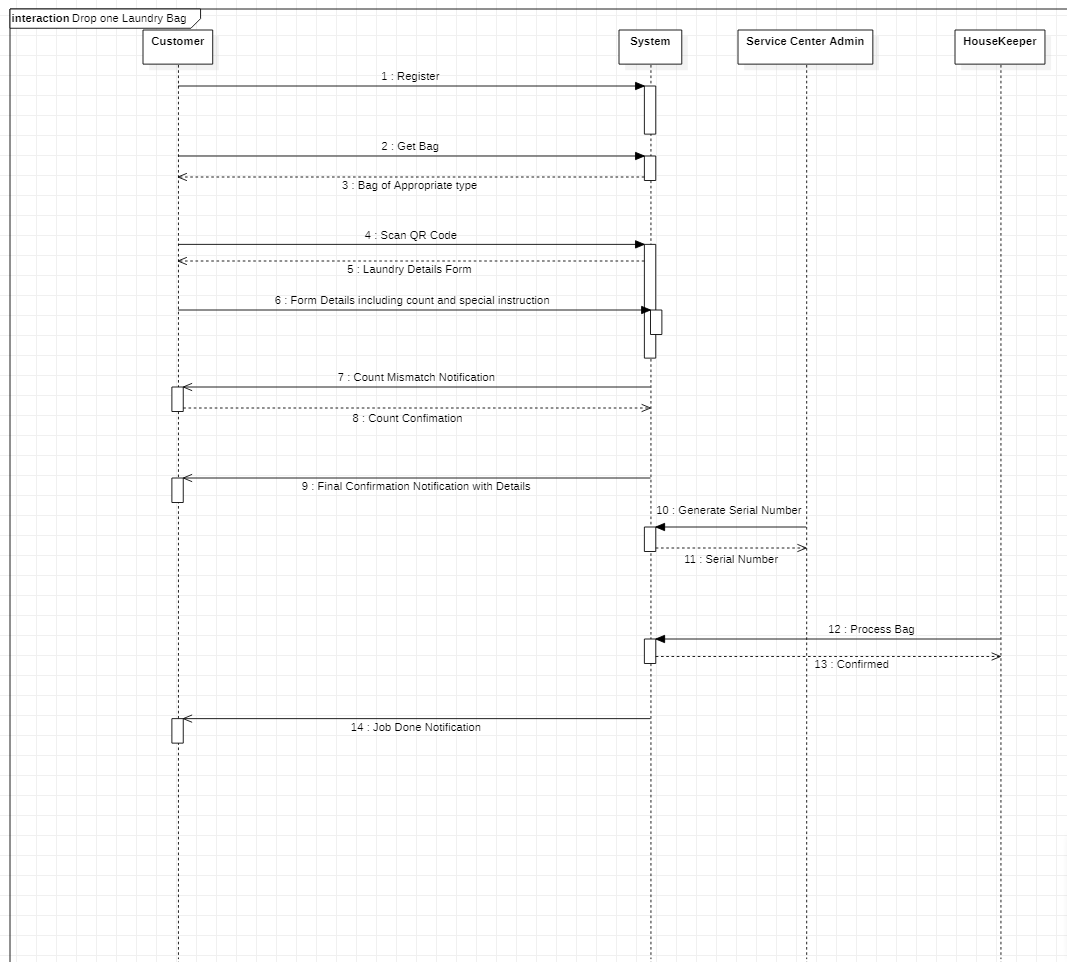 interaction Drop one Laundry Bag
Customer
System
Service Center Admin
HouseKeeper
1 : Register
2 : Get Bag
3 : Bag of Appropriate type
4 : Scan QR Code
5 : Laundry Details Form
6 : Form Details including count and special instruction
7 : Count Mismatch Notification
8 : Count Confimation
9 : Final Confirmation Notification with Details
10 : Generate Serial Number
11 : Serial Number
12 : Process Bag
13 : Confirmed
14 : Job Done Notification